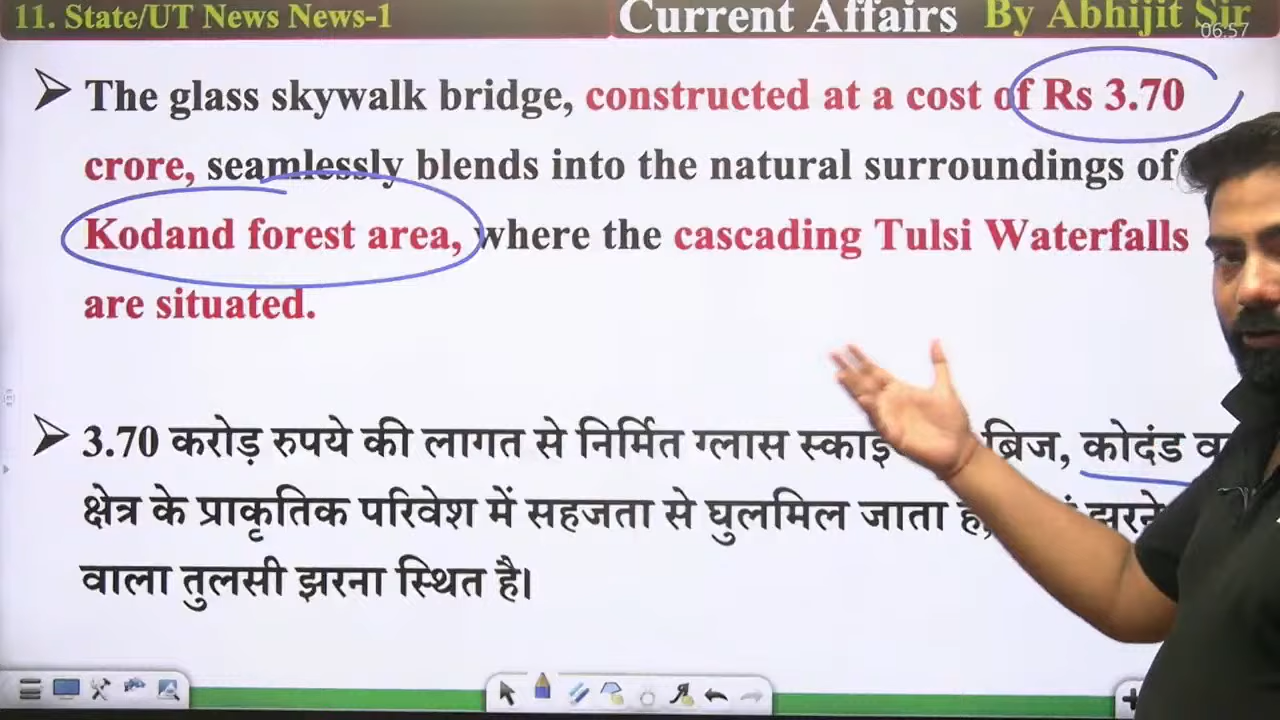 11. State/UT News News-1
Current Affairs By Abhijit Sir
06:57
The glass skywalk bridge, constructed at a cost of Rs 3.70
crore, seamlessly blends into the natural surroundings of
Kodand forest area, where the cascading Tulsi Waterfalls
are situated.
3.70 करोड़ रुपये की लागत से निर्मित ग्लास स्काइ ब्रिज, कोदंड
क्षेत्र के प्राकृतिक परिवेश में सहजता से घुलमिल जाता है, झरने
वाला तुलसी झरना स्थित है।